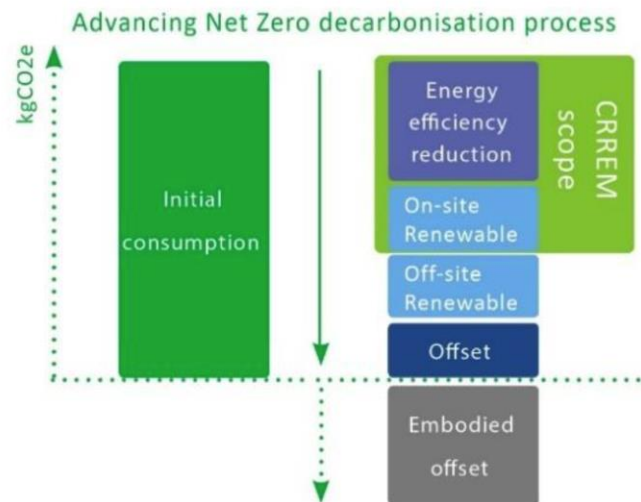 Advancing Net Zero decarbonisation process
kgCO2e
Initial
consumption
Energy
efficiency
reduction
CRREM
scope
On-site
Renewable
Off-site
Renewable
Offset
Embodied
offset